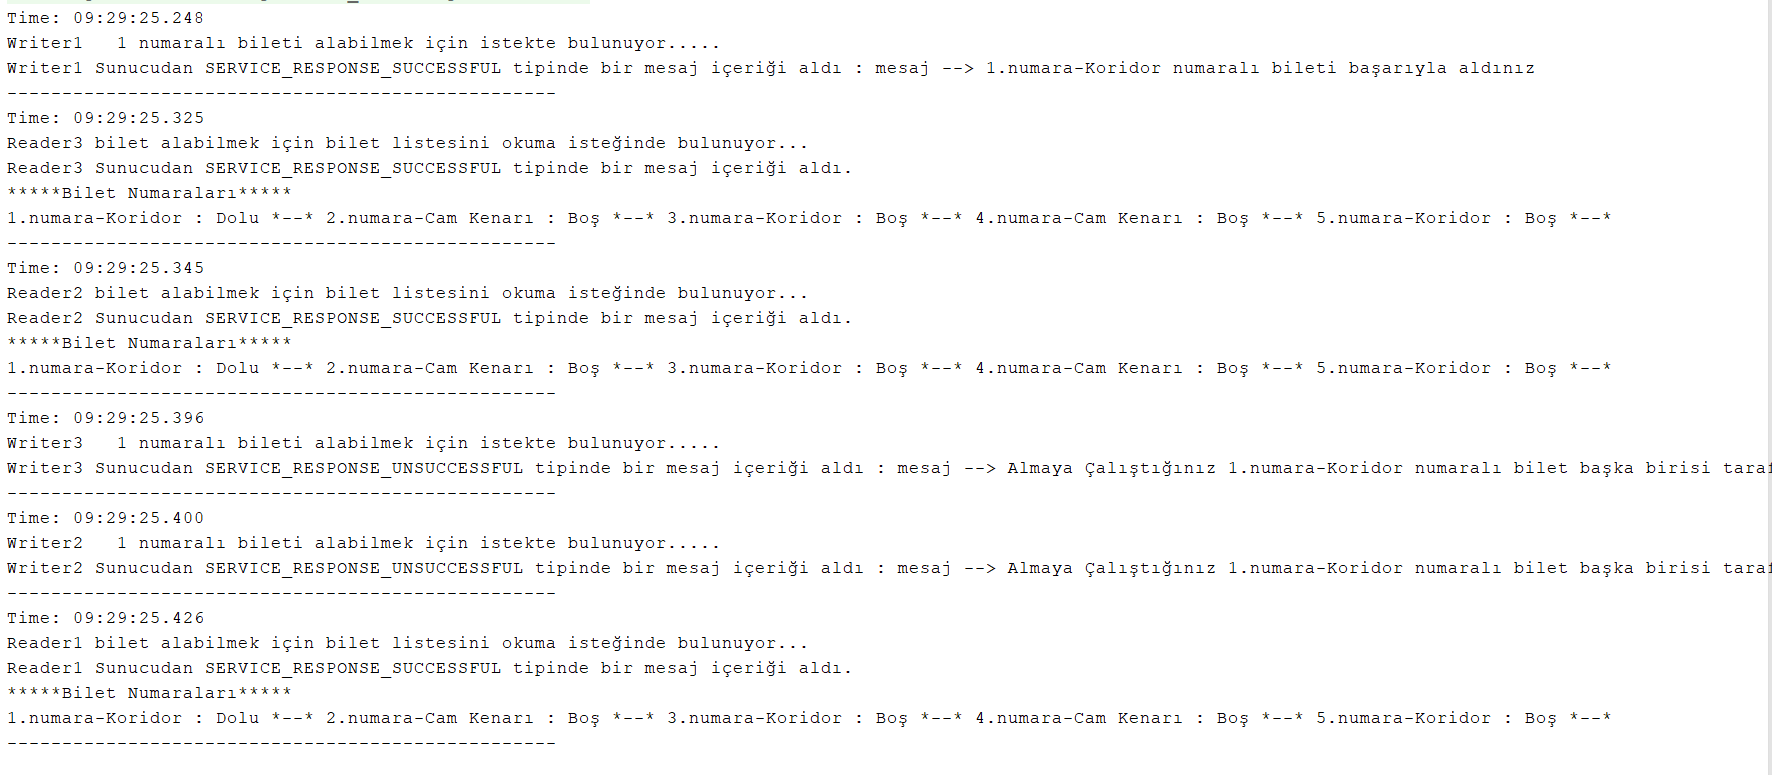 Time: 09:29:25.248
Writer1   1 numaralı bileti alabilmek için istekte bulunuyor.....
Writer1 Sunucudan SERVICE_RESPONSE_SUCCESSFUL tipinde bir mesaj içeriği aldı : mesaj --> 1.numara-Koridor numaralı bileti başarıyla aldınız
--------------------------------------------------
Time: 09:29:25.325
Reader3 bilet alabilmek için bilet listesini okuma isteğinde bulunuyor...
Reader3 Sunucudan SERVICE_RESPONSE_SUCCESSFUL tipinde bir mesaj içeriği aldı.
*****Bilet Numaraları*****
1.numara-Koridor : Dolu *--* 2.numara-Cam Kenarı : Boş *--* 3.numara-Koridor : Boş *--* 4.numara-Cam Kenarı : Boş *--* 5.numara-Koridor : Boş *--*
--------------------------------------------------
Time: 09:29:25.345
Reader2 bilet alabilmek için bilet listesini okuma isteğinde bulunuyor...
Reader2 Sunucudan SERVICE_RESPONSE_SUCCESSFUL tipinde bir mesaj içeriği aldı.
*****Bilet Numaraları*****
1.numara-Koridor : Dolu *--* 2.numara-Cam Kenarı : Boş *--* 3.numara-Koridor : Boş *--* 4.numara-Cam Kenarı : Boş *--* 5.numara-Koridor : Boş *--*
--------------------------------------------------
Time: 09:29:25.396
Writer3   1 numaralı bileti alabilmek için istekte bulunuyor.....
Writer3 Sunucudan SERVICE_RESPONSE_UNSUCCESSFUL tipinde bir mesaj içeriği aldı : mesaj --> Almaya Çalıştığınız 1.numara-Koridor numaralı bilet başka birisi
--------------------------------------------------
Time: 09:29:25.400
Writer2   1 numaralı bileti alabilmek için istekte bulunuyor.....
Writer2 Sunucudan SERVICE_RESPONSE_UNSUCCESSFUL tipinde bir mesaj içeriği aldı : mesaj --> Almaya Çalıştığınız 1.numara-Koridor numaralı bilet başka birisi
--------------------------------------------------
Time: 09:29:25.426
Reader1 bilet alabilmek için bilet listesini okuma isteğinde bulunuyor...
Reader1 Sunucudan SERVICE_RESPONSE_SUCCESSFUL tipinde bir mesaj içeriği aldı.
*****Bilet Numaraları*****
1.numara-Koridor : Dolu *--* 2.numara-Cam Kenarı : Boş *--* 3.numara-Koridor : Boş *--* 4.numara-Cam Kenarı : Boş *--* 5.numara-Koridor : Boş *--*
--------------------------------------------------